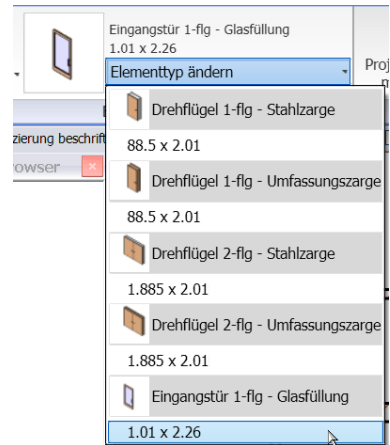 Eingangstür 1-flg - Glasfüllung
1.01 x 2.26
Elementtyp ändern
Proj
zierung beschrift
owser
Drehflügel 1-flg - Stahlzarge
88.5 x 2.01
Drehflügel 1-flg - Umfassungszarge
88.5 x 2.01
Drehflügel 2-flg - Stahlzarge
1.885 x 2.01
Drehflügel 2-flg - Umfassungszarge
1.885 x 2.01
Eingangstür 1-flg - Glasfüllung
1.01 x 2.26